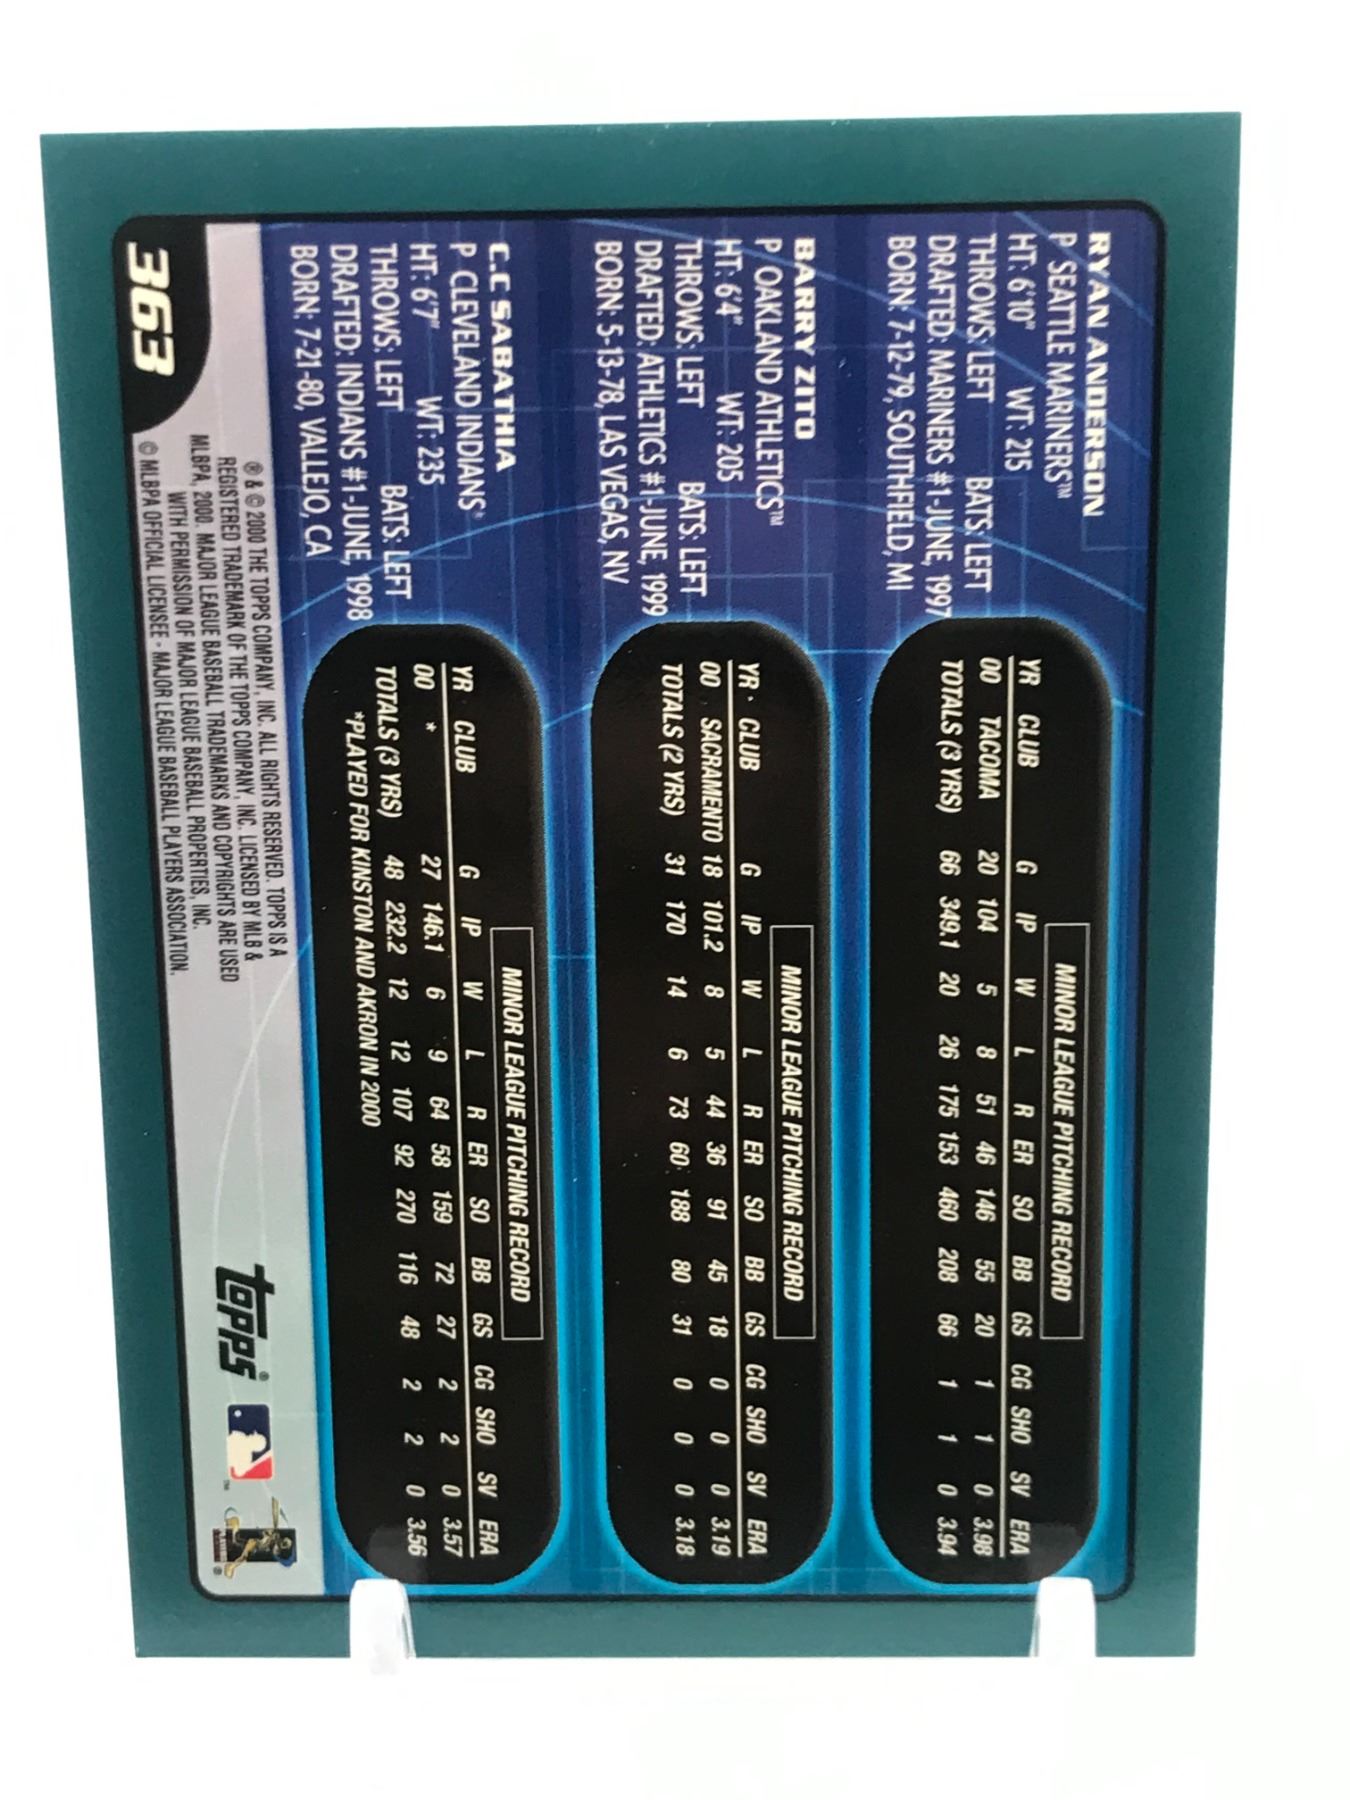 RYAN ANDERSON
P SEATTLE MARINERS™
HT: 6'10" WT: 215
THROWS: LEFT BATS: LEFT
DRAFTED: MARINERS #1-JUNE, 1997
BORN: 7-12-79, SOUTHFIELD, MI
MINOR LEAGUE PITCHING RECORD
YR CLUB G IP W L R ER SO BB GS CG SHO SV ERA
00 TACOMA 20 104 5 8 51 46 146 55 20 1 1 0 3.98
TOTALS (3 YRS) 66 349.1 20 26 175 153 460 208 66 1 1 0 3.94
BARRY ZITO
P OAKLAND ATHLETICS™
HT: 6'4" WT: 205
THROWS: LEFT BATS: LEFT
DRAFTED: ATHLETICS #1-JUNE, 1999
BORN: 5-13-78, LAS VEGAS, NV
MINOR LEAGUE PITCHING RECORD
YR CLUB G IP W L R ER SO BB GS CG SHO SV ERA
00 SACRAMENTO 18 101.2 8 5 44 36 91 45 18 0 0 0 3.19
TOTALS (2 YRS) 31 170 14 6 73 60 188 80 31 0 0 0 3.18
C.C SABATHIA
P CLEVELAND INDIANS®
HT: 6'7" WT: 235
THROWS: LEFT BATS: LEFT
DRAFTED: INDIANS #1-JUNE, 1998
BORN: 7-21-80, VALLEJO, CA
MINOR LEAGUE PITCHING RECORD
YR CLUB G IP W L R ER SO BB GS CG SHO SV ERA
00 * 27 146.1 6 9 64 58 159 72 27 2 2 0 3.57
TOTALS (3 YRS) 48 232.2 12 12 107 92 270 116 48 2 2 0 3.56
*PLAYED FOR KINSTON AND AKRON IN 2000
363
® & © 2000 THE TOPPS COMPANY, INC. ALL RIGHTS RESERVED. TOPPS IS A
REGISTERED TRADEMARK OF THE TOPPS COMPANY, INC. LICENSED BY MLB &
MLBPA, 2000. MAJOR LEAGUE BASEBALL TRADEMARKS AND COPYRIGHTS ARE USED
WITH PERMISSION OF MAJOR LEAGUE BASEBALL PROPERTIES, INC.
© MLBPA OFFICIAL LICENSEE - MAJOR LEAGUE BASEBALL PLAYERS ASSOCIATION.
Topps®